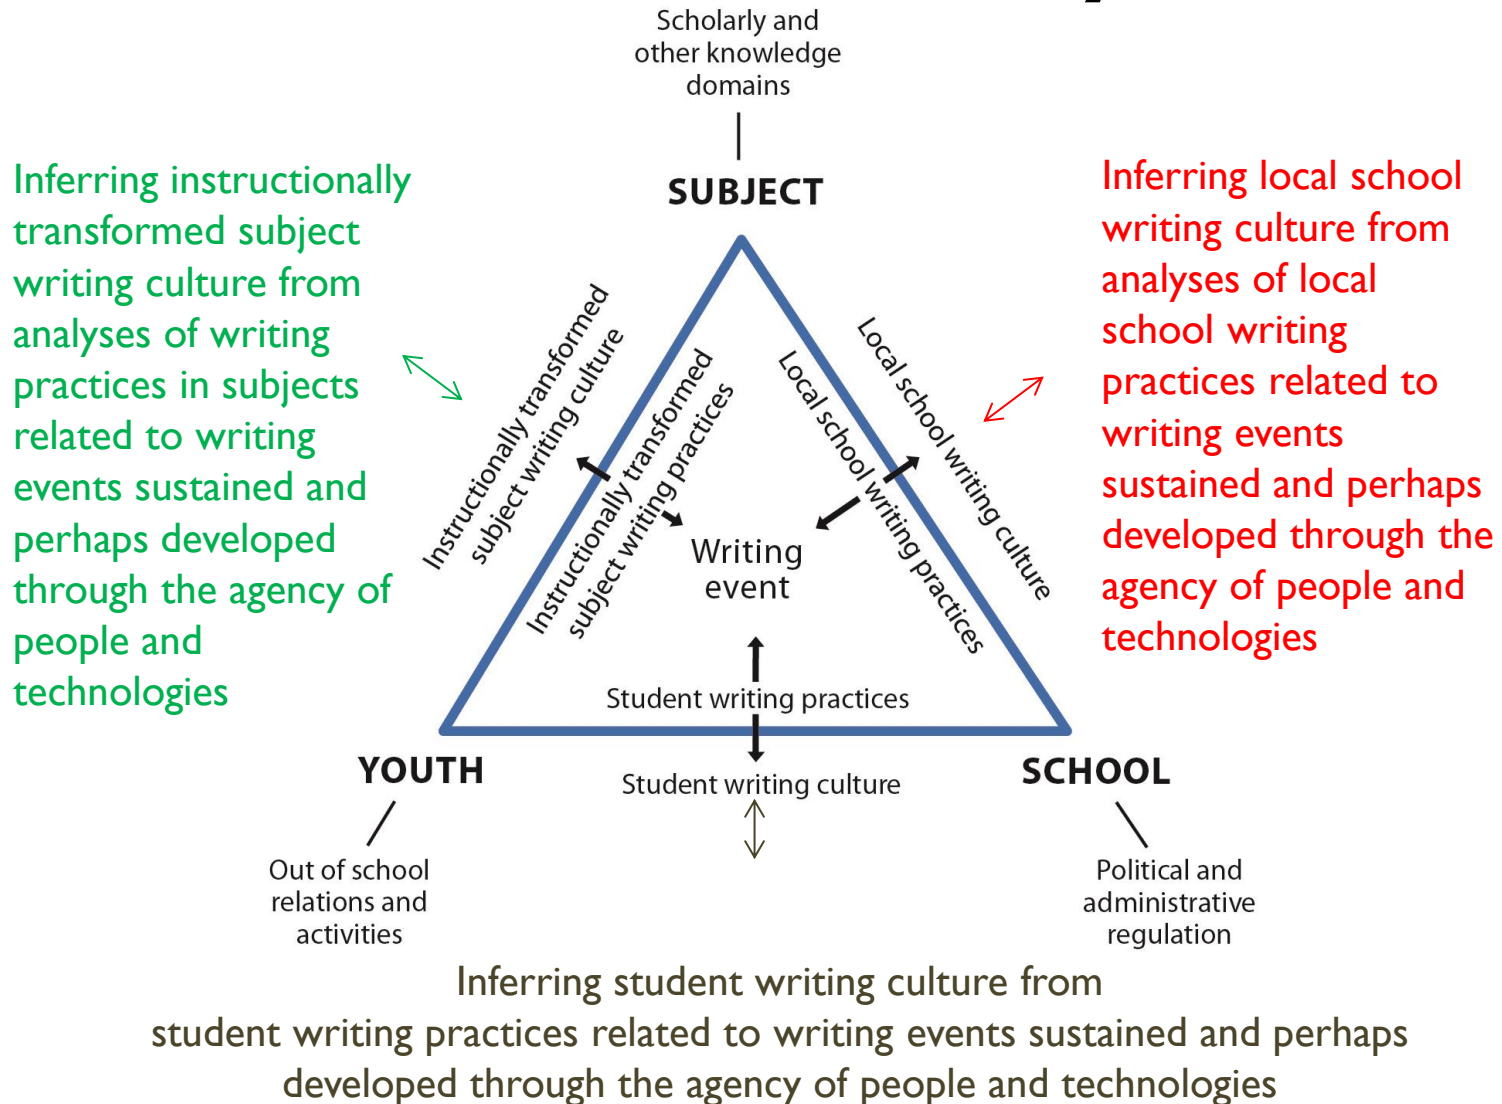 Scholarly and
other knowledge
domains
SUBJECT
Inferring instructionally
transformed subject
writing culture from
analyses of writing
practices in subjects
related to writing
events sustained and
perhaps developed
through the agency of
people and
technologies
Instructionally transformed
subject writing culture
Instructionally transformed
subject writing practices
Writing
event
Local school writing practices
Local school writing culture
Inferring local school
writing culture from
analyses of local
school writing
practices related to
writing events
sustained and perhaps
developed through the
agency of people and
technologies
Student writing practices
YOUTH
Student writing culture
SCHOOL
Out of school
relations and
activities
Political and
administrative
regulation
Inferring student writing culture from
student writing practices related to writing events sustained and perhaps
developed through the agency of people and technologies